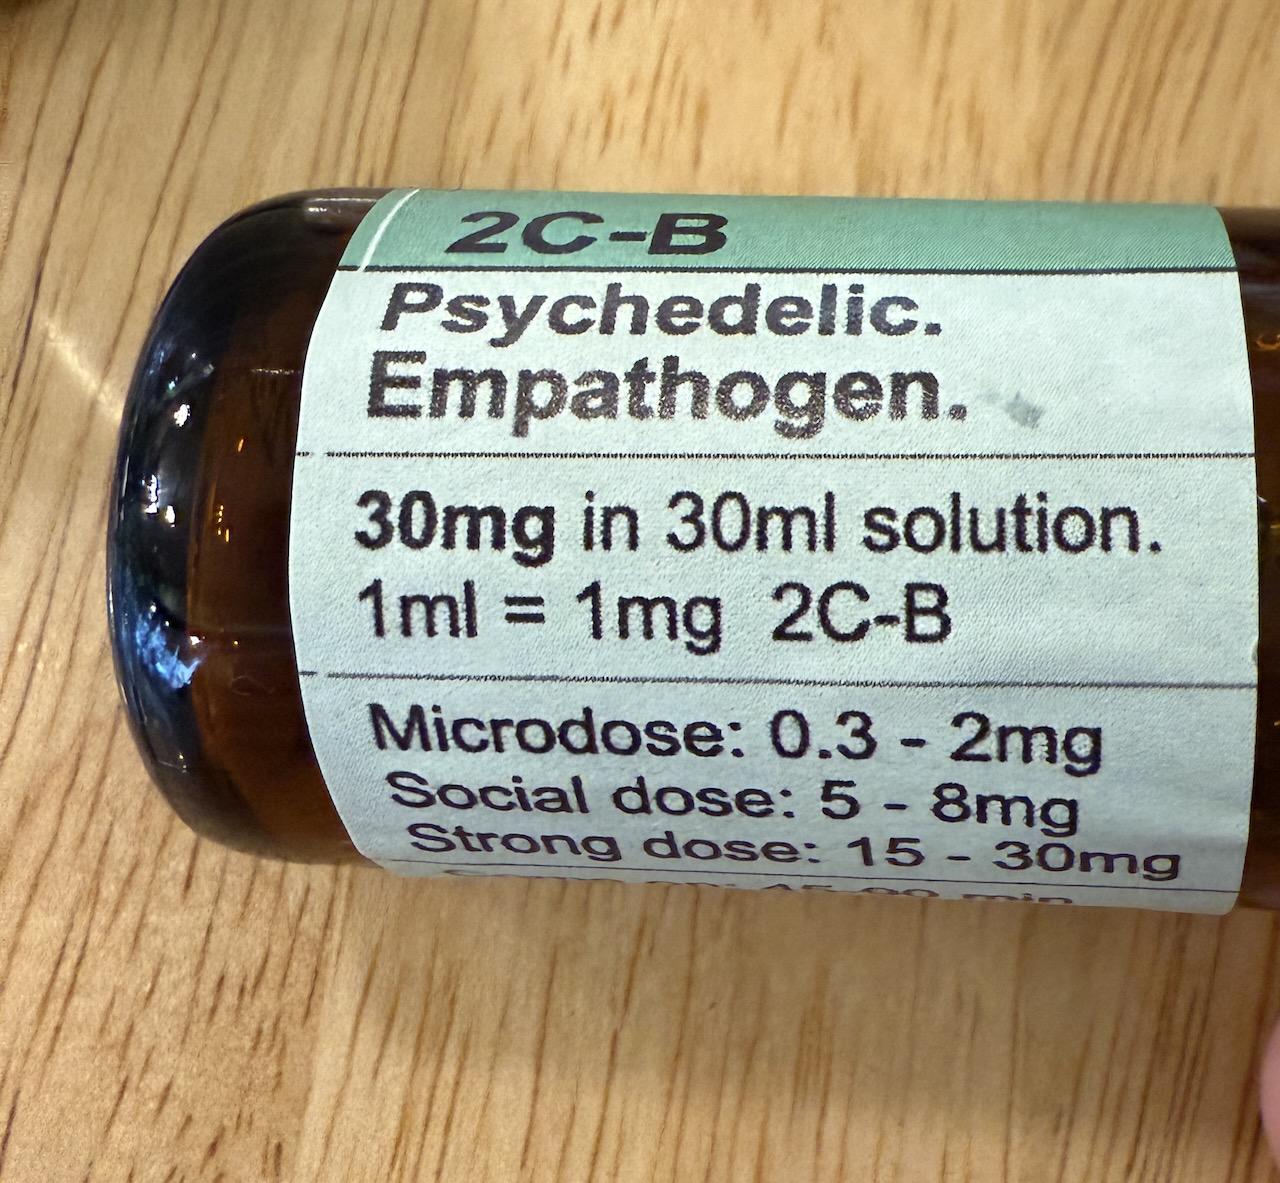 2C-B
Psychedelic.
Empathogen.
30mg in 30ml solution.
1ml = 1mg 2C-B
Microdose: 0.3 - 2mg
Social dose: 5 - 8mg
Strong dose: 15 - 30mg
min